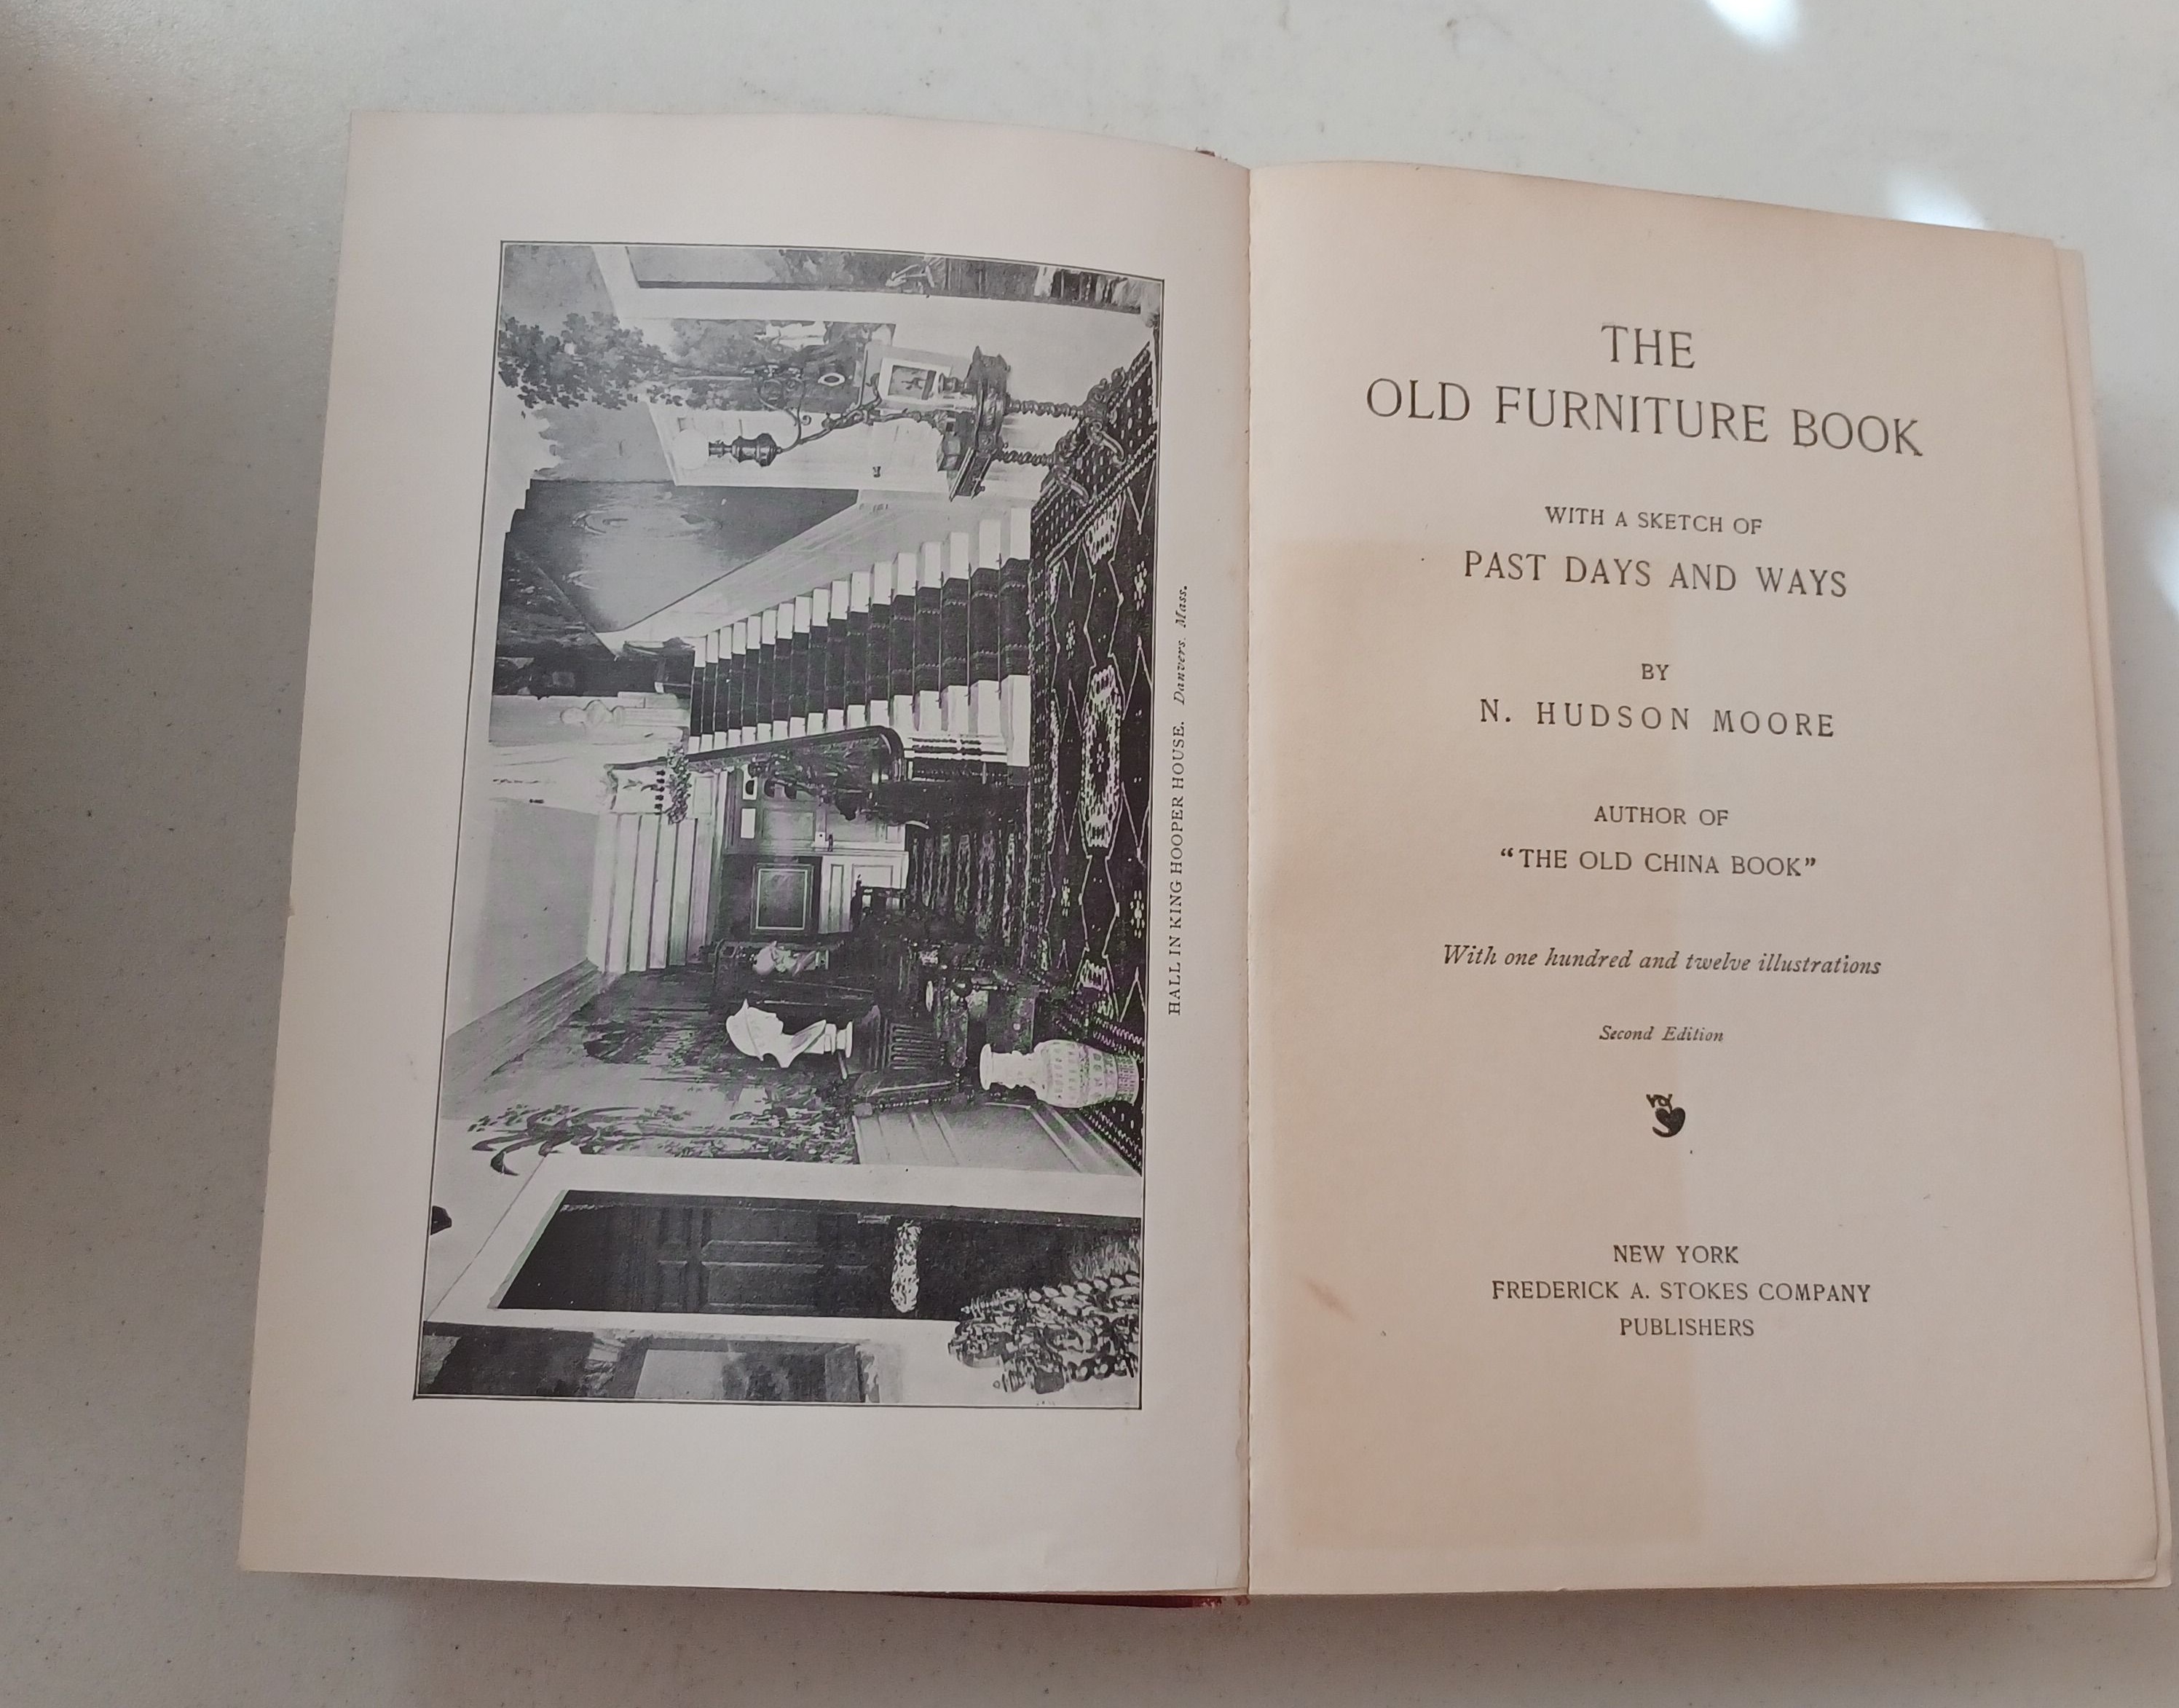 HALL IN KING HOOPER HOUSE. Danvers. Mass.
THE
OLD FURNITURE BOOK
WITH A SKETCH OF
PAST DAYS AND WAYS
BY
N. HUDSON MOORE
AUTHOR OF
"THE OLD CHINA BOOK"
With one hundred and twelve illustrations
Second Edition
NEW YORK
FREDERICK A. STOKES COMPANY
PUBLISHERS